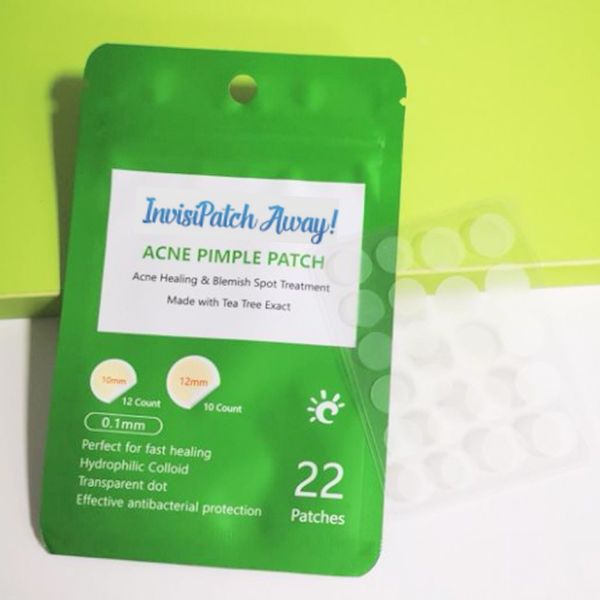 InvisiPatch Away!
ACNE PIMPLE PATCH
Acne Healing & Blemish Spot Treatment
Made with Tea Tree Exact
10mm
12 Count
12mm
10 Count
0.1mm
Perfect for fast healing
Hydrophilic Colloid
Transparent dot
Effective antibacterial protection
22
Patches